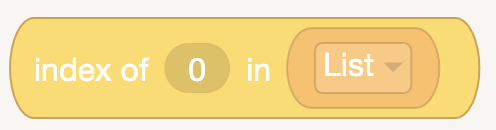 index of 0 in List